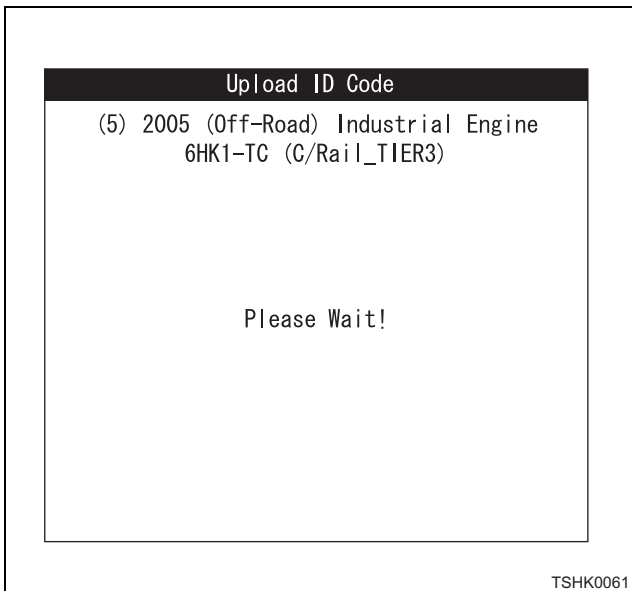 Upload ID Code
(5) 2005 (Off-Road) Industrial Engine
6HK1-TC (C/Rail_TIER3)
Please Wait!
TSHK0061